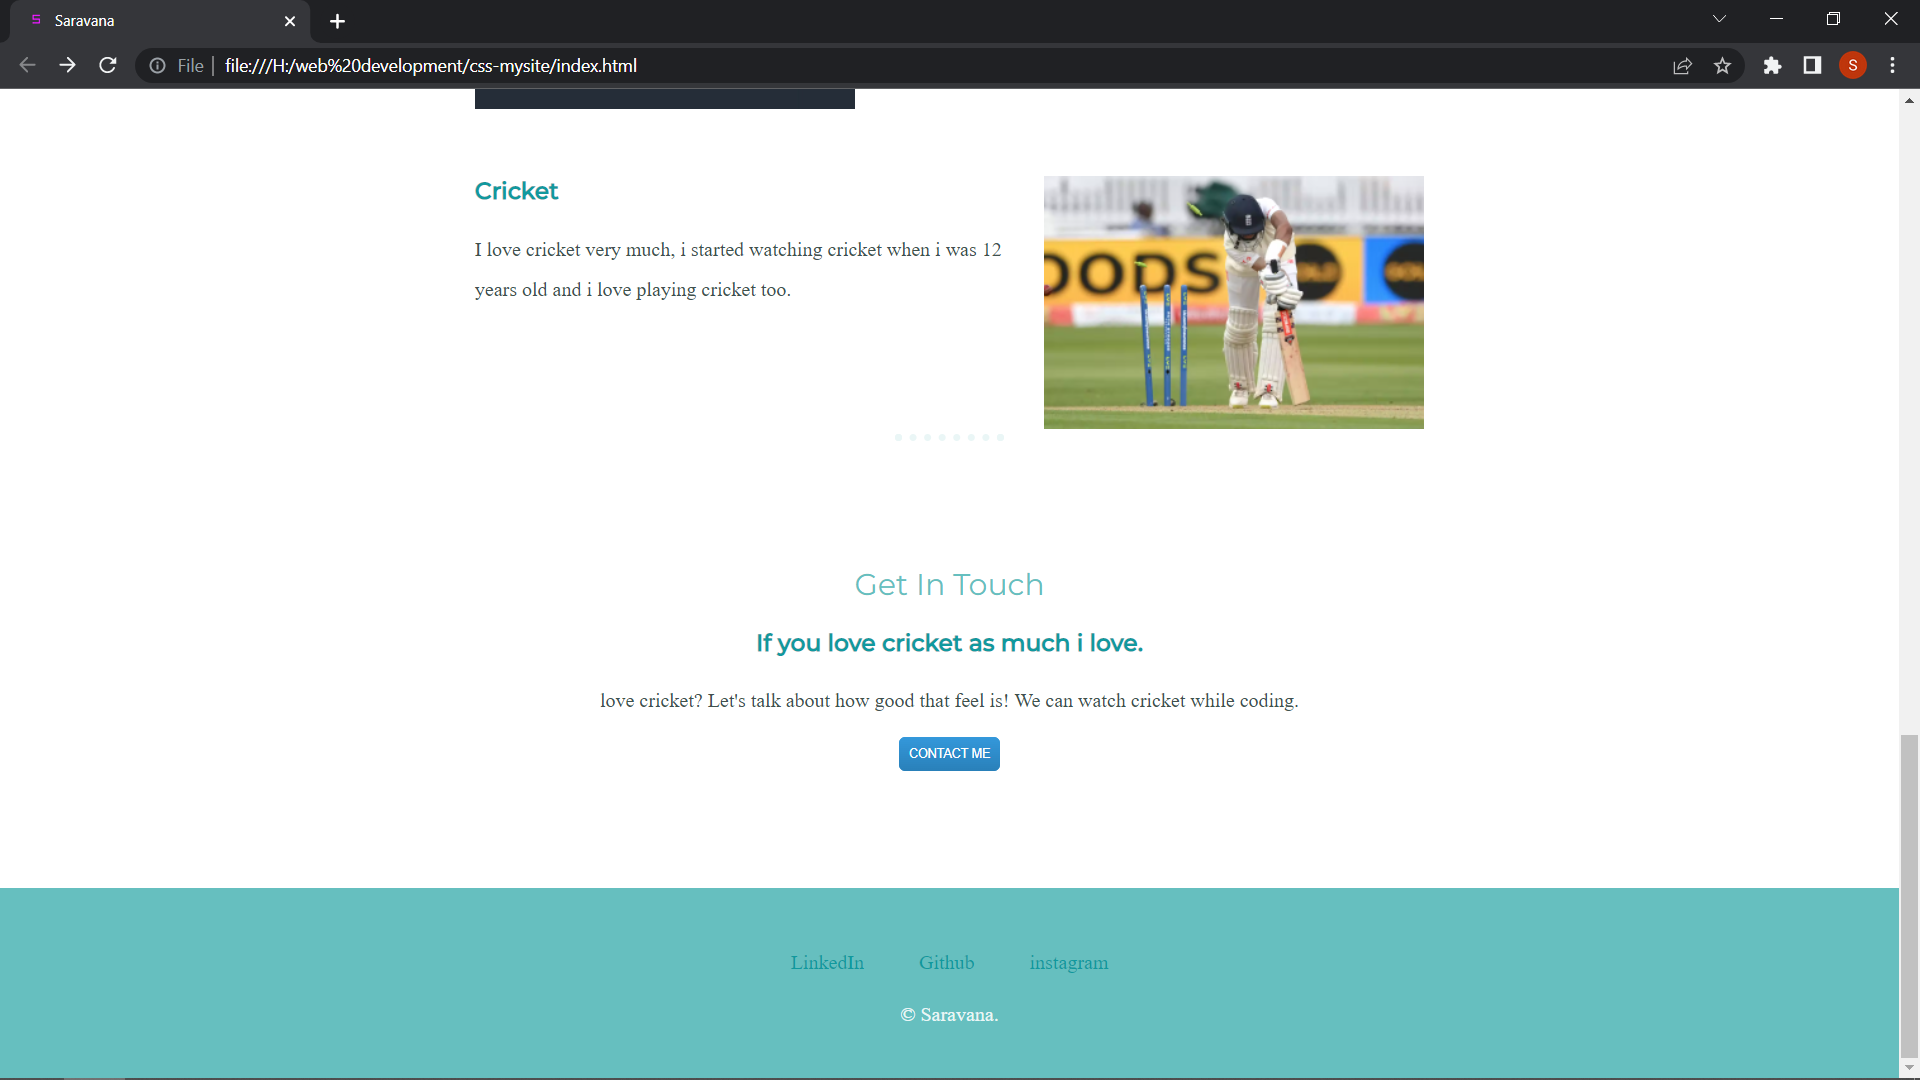 Saravana
File
file:///H:/web%20development/css-mysite/index.html
S
Cricket
I love cricket very much, i started watching cricket when i was 12
years old and i love playing cricket too.
OODS
GOLD
Get In Touch
If you love cricket as much i love.
love cricket? Let's talk about how good that feel is! We can watch cricket while coding.
CONTACT ME
LinkedIn
Github
instagram
© Saravana.